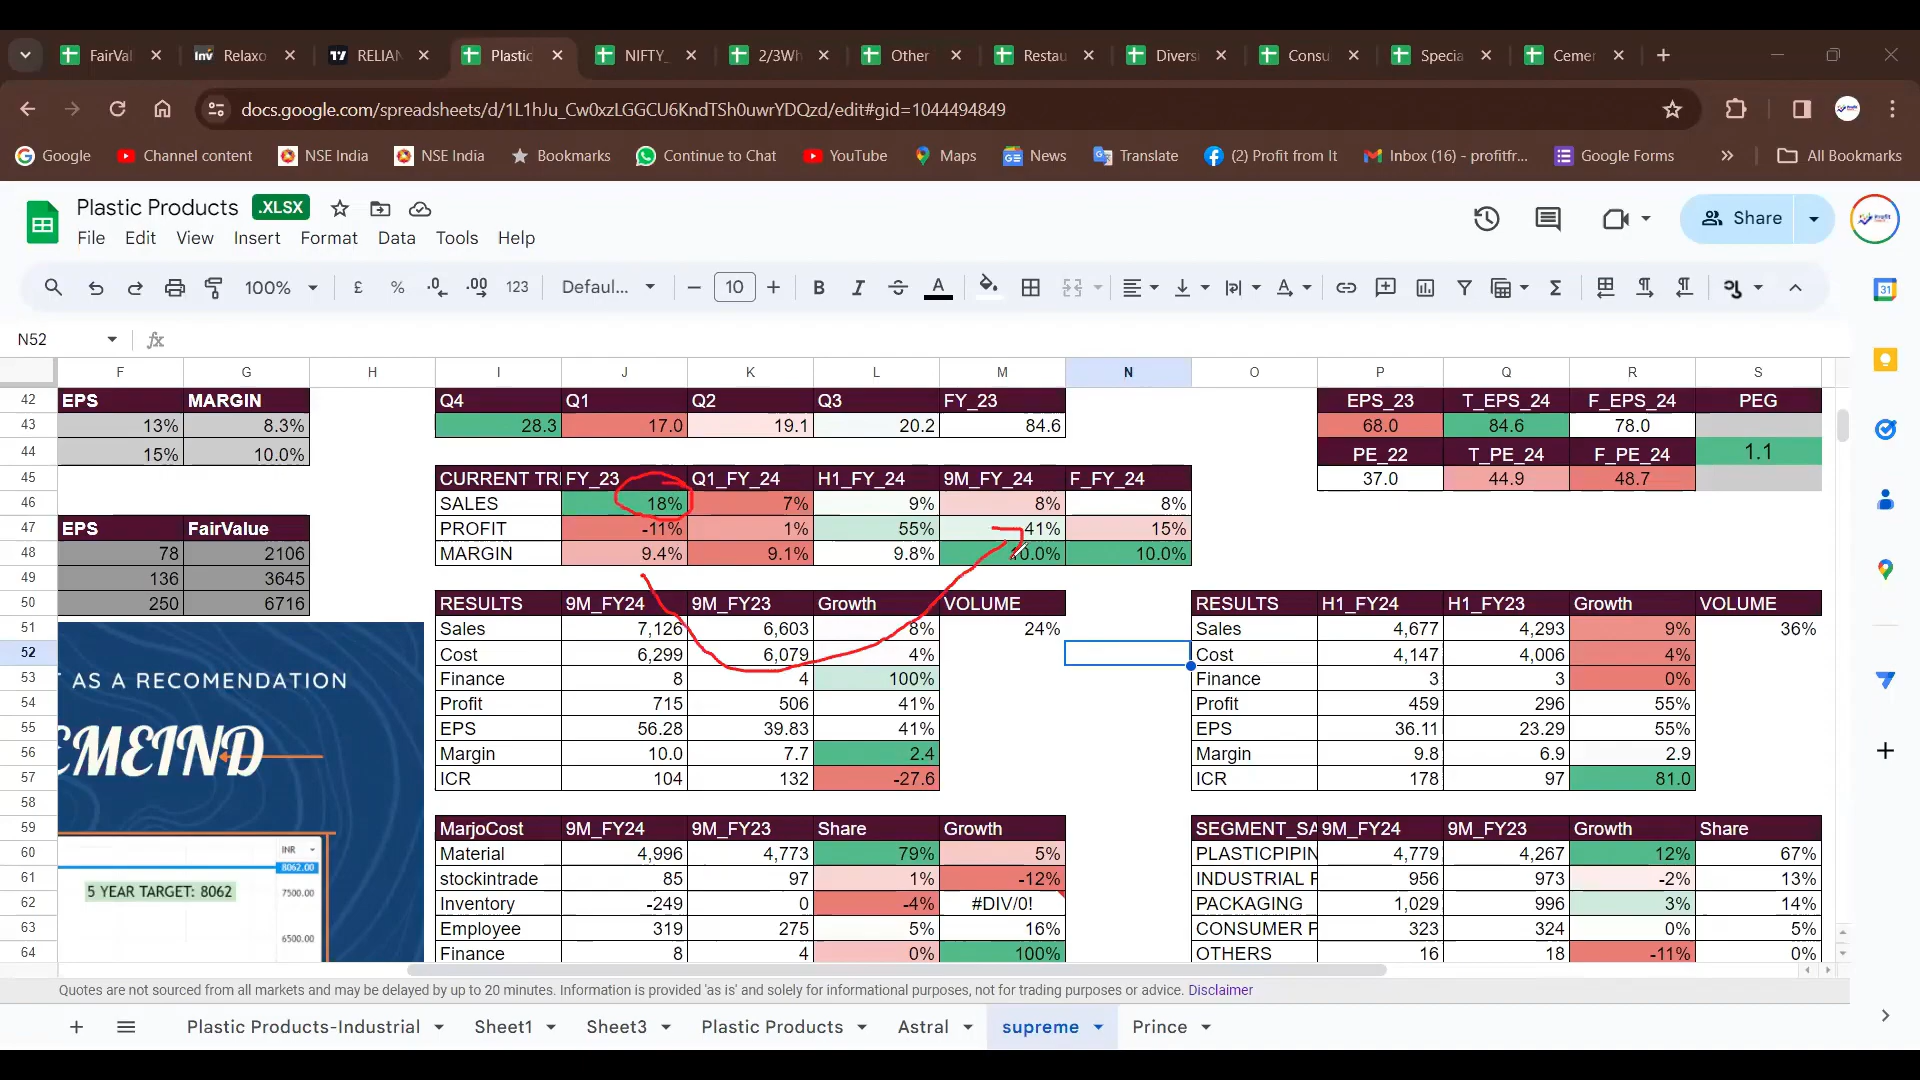 FairVal
Relaxo
RELIAN
Plastic
NIFTY_
2/3Wh
Other
Restau
Diversi
Consu
Specia
Cemen
docs.google.com/spreadsheets/d/1L1hJu_Cw0xzLGGCU6KndTSh0uwrYDQzd/edit#gid=1044494849
Google Channel content NSE India NSE India Bookmarks Continue to Chat YouTube Maps News Translate (2) Profit from It Inbox (16) - profitfr... Google Forms » All Bookmarks
Plastic Products .XLSX
File Edit View Insert Format Data Tools Help
Share
100% £ % .0 .00 123 Defaul... 10 B I A
N52 fx
F G H I J K L M N O P Q R S
42 EPS MARGIN Q4 Q1 Q2 Q3 FY_23 EPS_23 T_EPS_24 F_EPS_24 PEG
43 13% 8.3% 28.3 17.0 19.1 20.2 84.6 68.0 84.6 78.0
44 15% 10.0% PE_22 T_PE_24 F_PE_24 1.1
45 CURRENT TRE FY_23 Q1_FY_24 H1_FY_24 9M_FY_24 F_FY_24 37.0 44.9 48.7
46 SALES 18% 7% 9% 8% 8%
47 EPS FairValue PROFIT -11% 1% 55% 41% 15%
48 78 2106 MARGIN 9.4% 9.1% 9.8% 10.0% 10.0%
49 136 3645
50 250 6716 RESULTS 9M_FY24 9M_FY23 Growth VOLUME RESULTS H1_FY24 H1_FY23 Growth VOLUME
51 Sales 7,126 6,603 8% 24% Sales 4,677 4,293 9% 36%
52 Cost 6,299 6,079 4% Cost 4,147 4,006 4%
53 T AS A RECOMENDATION Finance 8 4 100% Finance 3 3 0%
54 Profit 715 506 41% Profit 459 296 55%
55 EMEIND EPS 56.28 39.83 41% EPS 36.11 23.29 55%
56 Margin 10.0 7.7 2.4 Margin 9.8 6.9 2.9
57 ICR 104 132 -27.6 ICR 178 97 81.0
58
59 MarjoCost 9M_FY24 9M_FY23 Share Growth SEGMENT_SA 9M_FY24 9M_FY23 Growth Share
60 INR Material 4,996 4,773 79% 5% PLASTICPIPIN 4,779 4,267 12% 67%
8062.00
61 5 YEAR TARGET: 8062 7500.00 stockintrade 85 97 1% -12% INDUSTRIAL P 956 973 -2% 13%
62 Inventory -249 0 -4% #DIV/0! PACKAGING 1,029 996 3% 14%
63 6500.00 Employee 319 275 5% 16% CONSUMER P 323 324 0% 5%
64 Finance 8 4 0% 100% OTHERS 16 18 -11% 0%
Quotes are not sourced from all markets and may be delayed by up to 20 minutes. Information is provided 'as is' and solely for informational purposes, not for trading purposes or advice. Disclaimer
Plastic Products-Industrial Sheet1 Sheet3 Plastic Products Astral supreme Prince